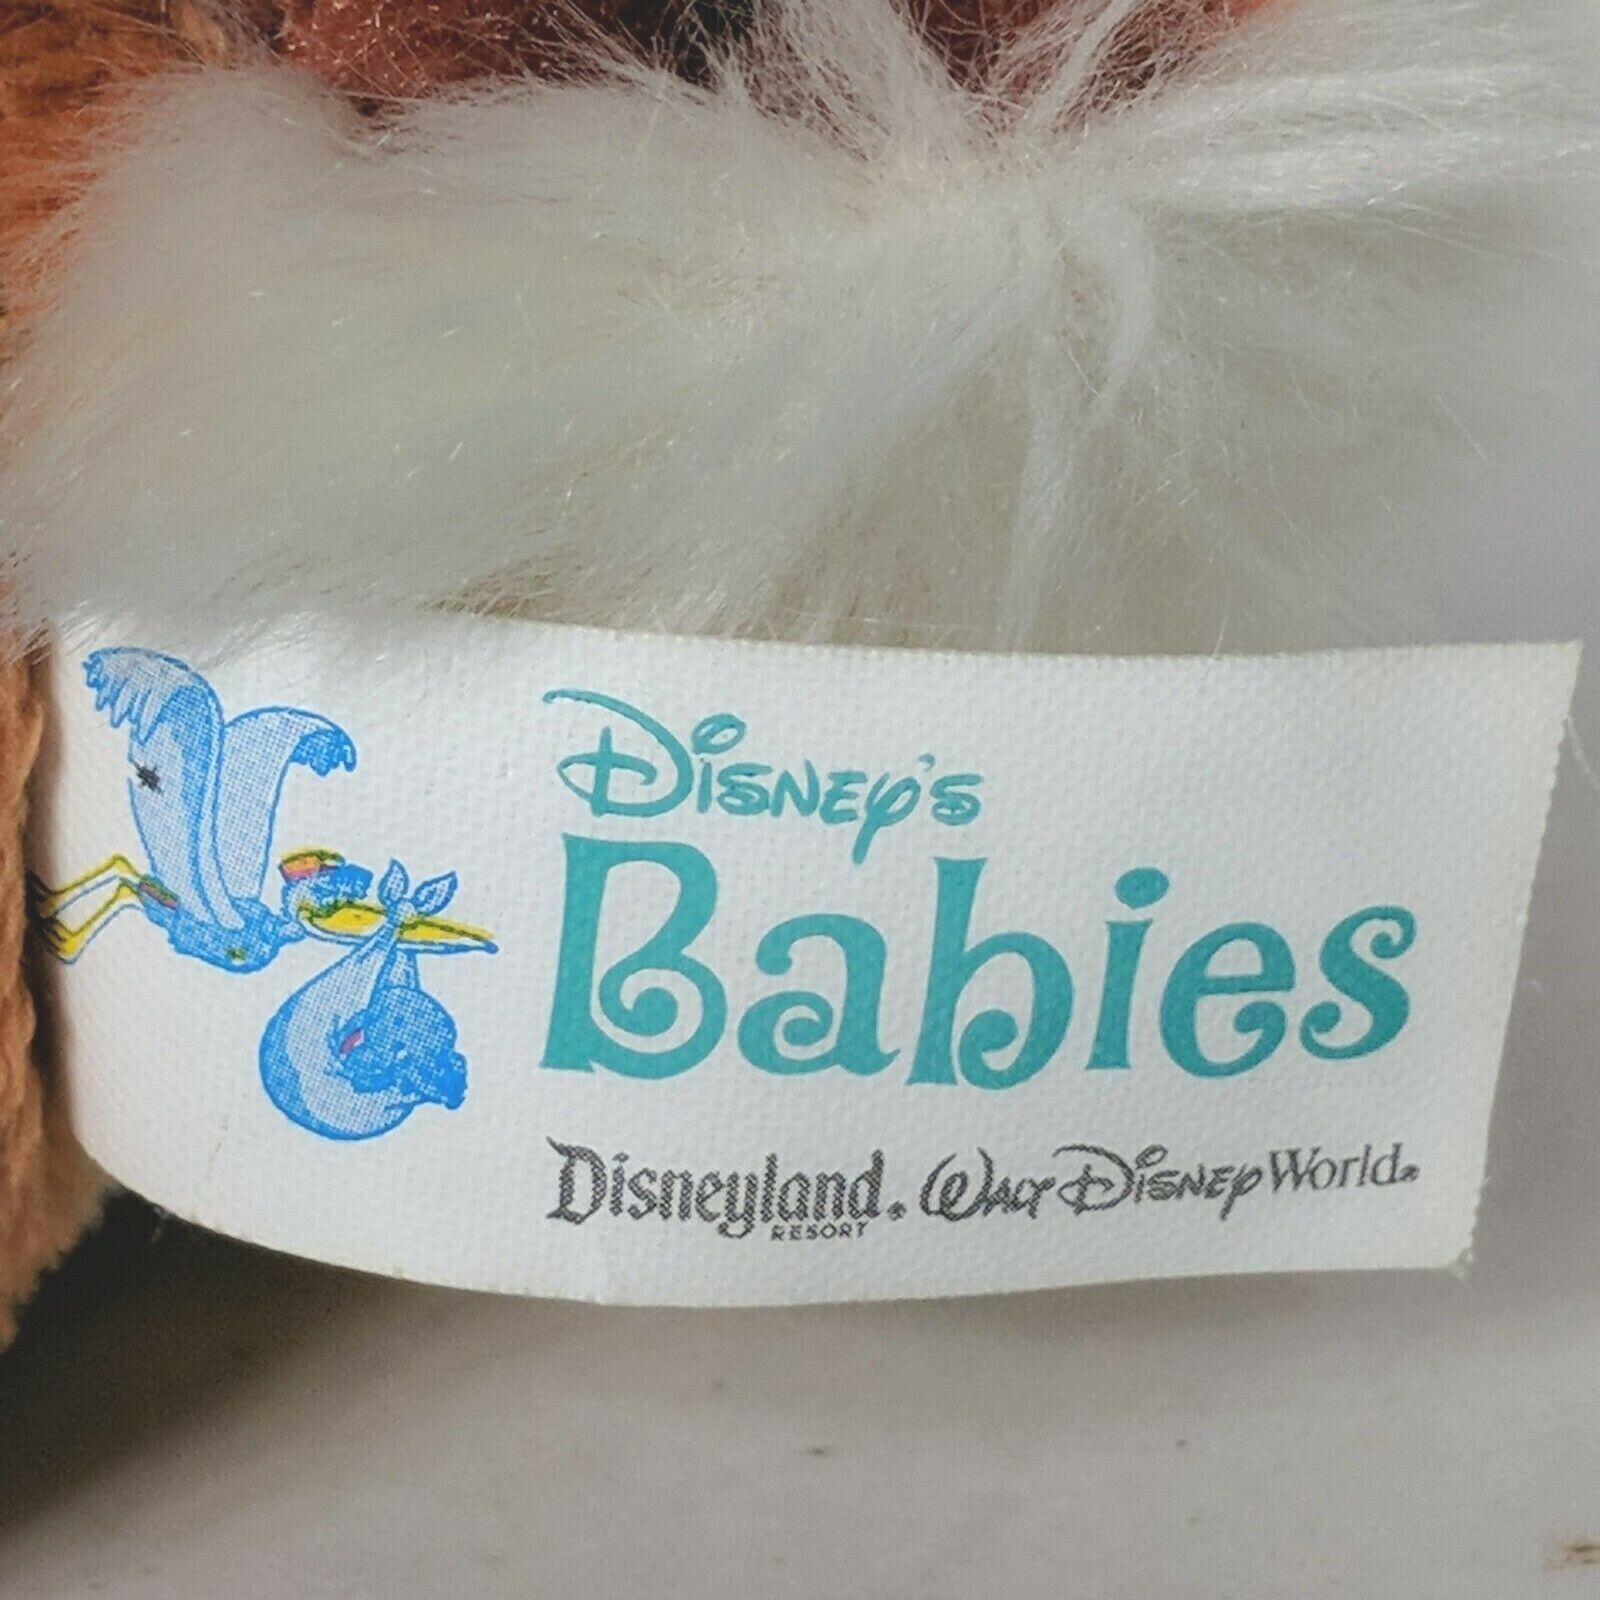 Disney's
Babies
Disneyland. Walt Disney World®
RESORT